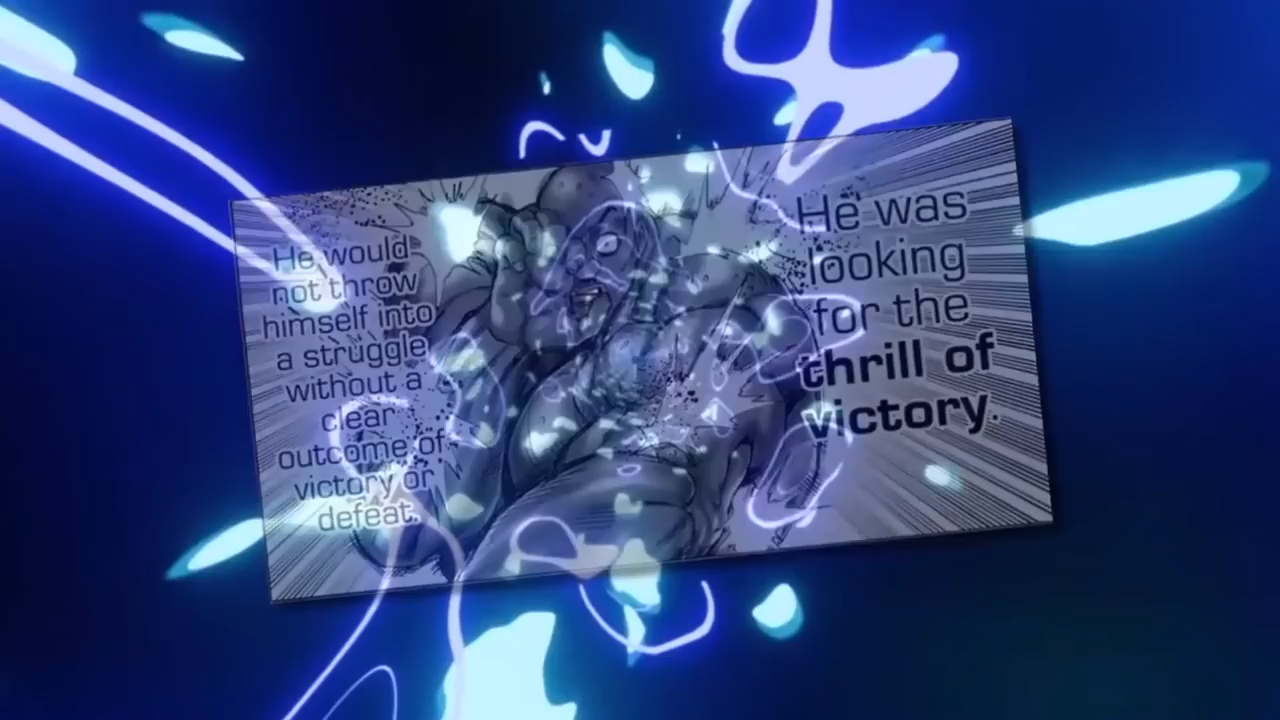 He would
not throw
himself into
a struggle
without a
clear
outcome of
victory or
defeat.
He was
looking
for the
thrill of
victory.